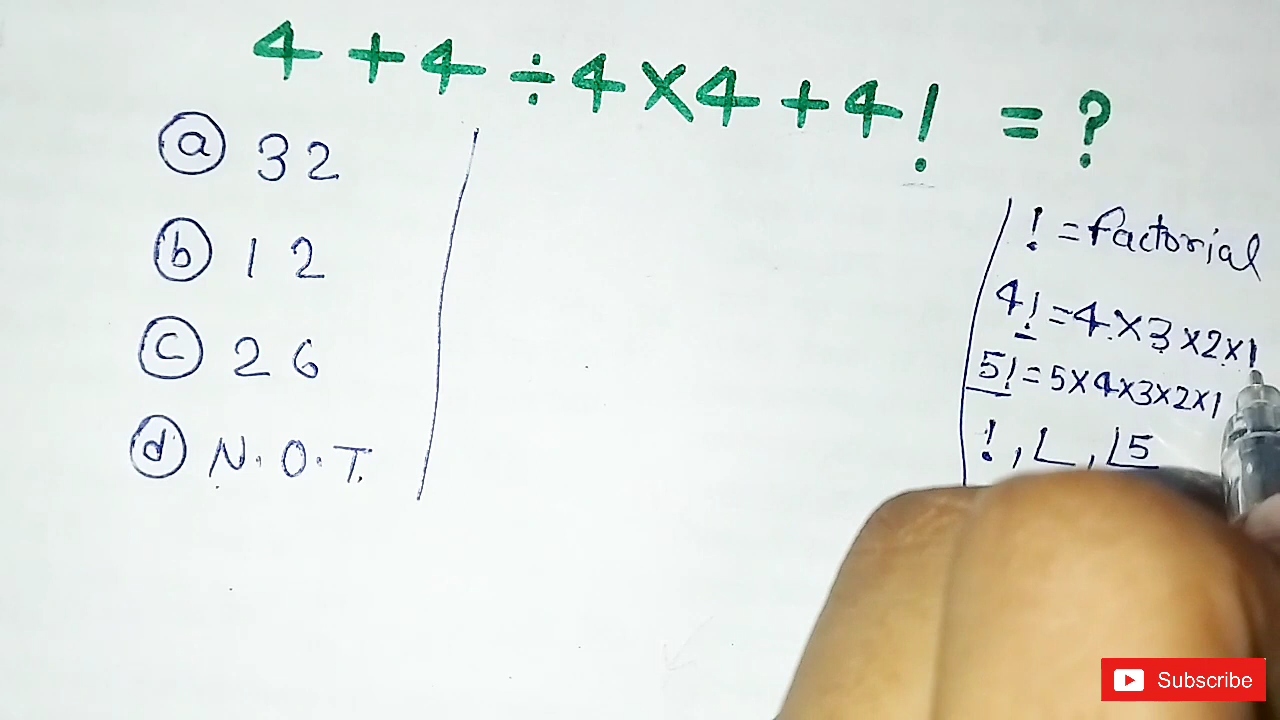 4 + 4 ÷ 4 × 4 + 4! = ?
ⓐ 32
ⓑ 12
ⓒ 26
ⓓ N.O.T.
! = factorial
4! = 4 × 3 × 2 × 1
5! = 5 × 4 × 3 × 2 × 1
! , ∟ , |5
Subscribe